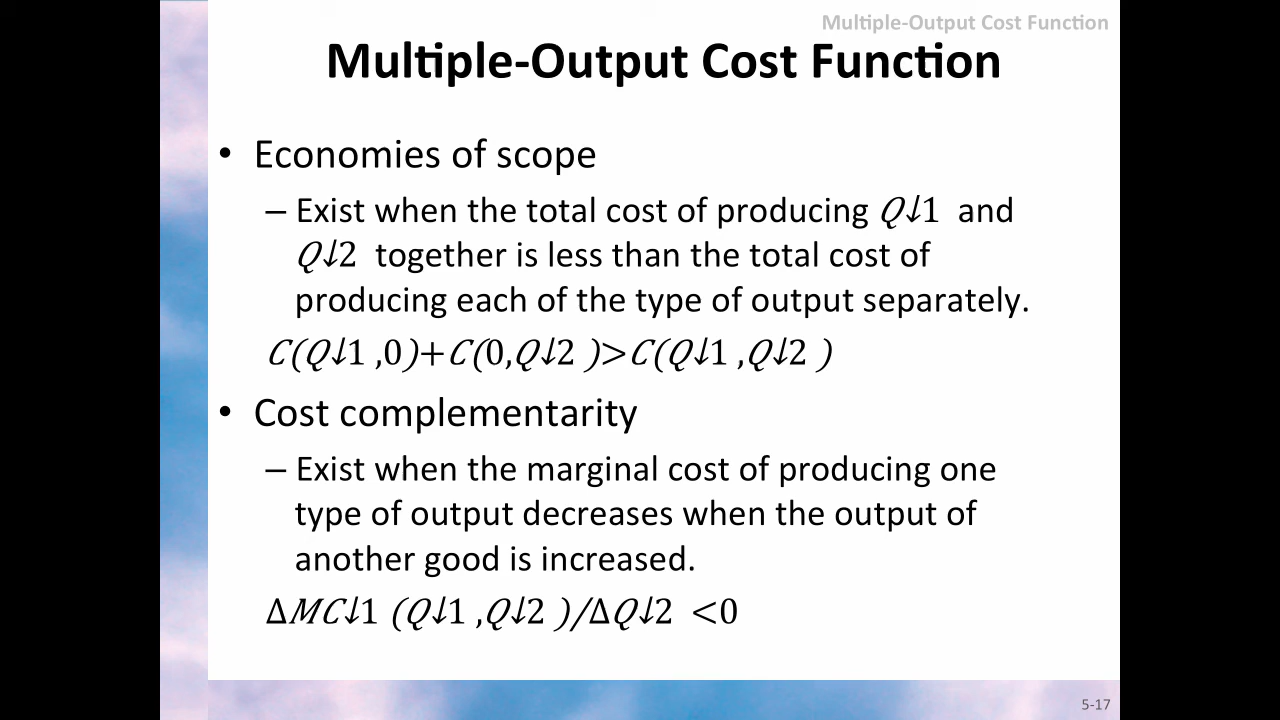 Multiple-Output Cost Function
Multiple-Output Cost Function
• Economies of scope
– Exist when the total cost of producing Q↓1 and
Q↓2 together is less than the total cost of
producing each of the type of output separately.
C(Q↓1 ,0)+C(0,Q↓2 )>C(Q↓1 ,Q↓2 )
• Cost complementarity
– Exist when the marginal cost of producing one
type of output decreases when the output of
another good is increased.
ΔMC↓1 (Q↓1 ,Q↓2 )/ΔQ↓2 <0
5-17